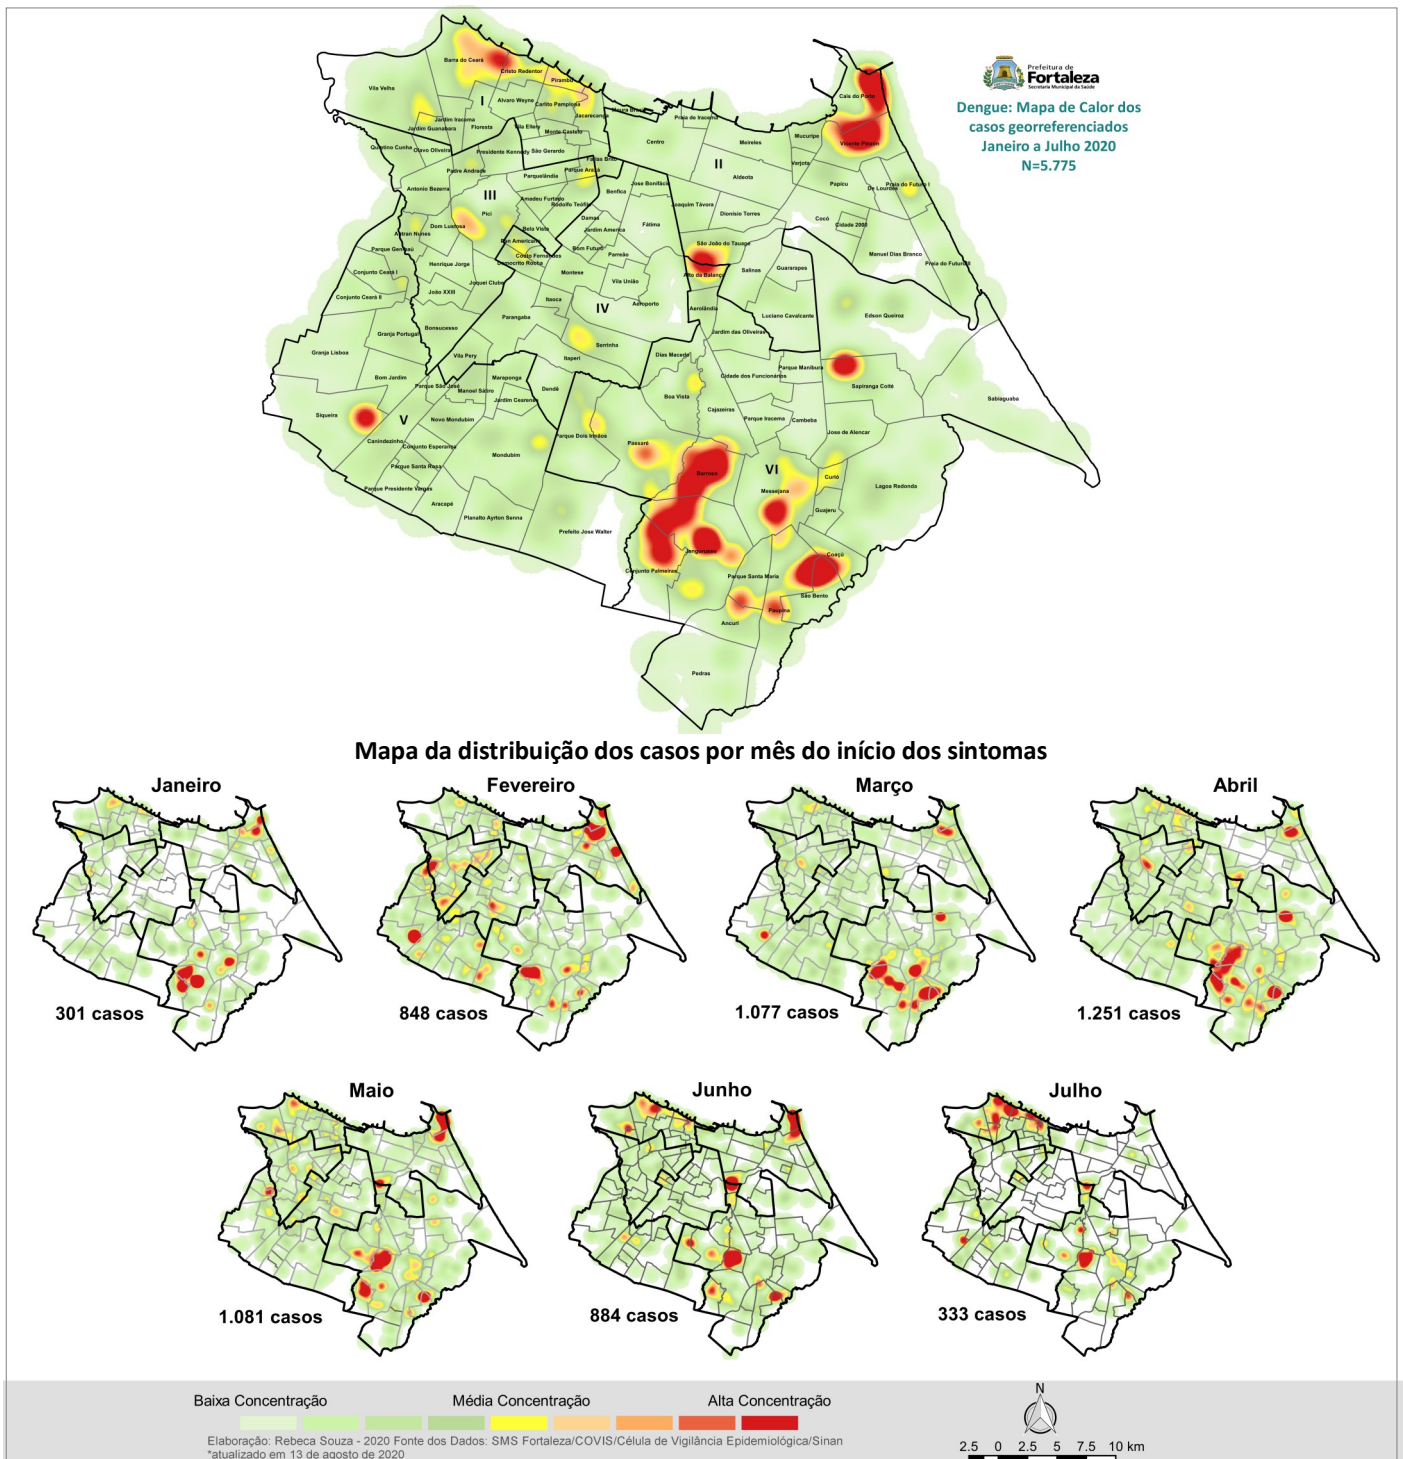 Prefeitura de
Fortaleza
Secretaria Municipal da Saúde
Dengue: Mapa de Calor dos
casos georreferenciados
Janeiro a Julho 2020
N=5.775
Barra do Ceará
Cristo Redentor
Pirambu
Vila Velha
I
Alvaro Weyne
Carlito Pamplona
Jacarecanga
Moura Brasil
Praia de Iracema
Cais do Porto
Jardim Iracema
Jardim Guanabara
Floresta
Vila Ellery
Monte Castelo
Centro
Meireles
Mucuripe
Vicente Pinzon
Quintino Cunha
Olavo Oliveira
Presidente Kennedy
São Gerardo
Farias Brito
II
Varjota
Padre Andrade
Parquelândia
Parque Araxá
Aldeota
Papicu
De Lourdes
Praia do Futuro I
Antonio Bezerra
III
Amadeu Furtado
Rodolfo Teófilo
Benfica
Jose Bonifácio
Joaquim Távora
Dionísio Torres
Cocó
Cidade 2000
Pici
Dom Lustosa
Autran Nunes
Bela Vista
Damas
Jardim America
Fátima
São João do Tauape
Manuel Dias Branco
Praia do Futuro II
Parque Genibaú
Pan Americano
Couto Fernandes
Democrito Rocha
Bom Futuro
Parreão
Henrique Jorge
Conjunto Ceará I
Montese
Vila União
Alto da Balança
Salinas
Guararapes
Joquei Clube
João XXIII
Conjunto Ceará II
Itaoca
IV
Aeroporto
Aerolândia
Luciano Cavalcante
Edson Queiroz
Parangaba
Bonsucesso
Granja Portugal
Jardim das Oliveiras
Serrinha
Granja Lisboa
Vila Pery
Itaperi
Dias Macedo
Parque Manibura
Cidade dos Funcionários
Sapiranga Coité
Bom Jardim
Parque São José
Maraponga
Manoel Sátiro
Jardim Cearense
Dendê
Boa Vista
Cajazeiras
Sabiaguaba
Siqueira
V
Novo Mondubim
Parque Iracema
Cambeba
Jose de Alencar
Canindezinho
Conjunto Esperança
Mondubim
Parque Dois Irmãos
Passaré
Parque Santa Rosa
Barroso
VI
Curió
Parque Presidente Vargas
Messejana
Lagoa Redonda
Aracapé
Guajeru
Planalto Ayrton Senna
Prefeito Jose Walter
Jangurussu
Coaçú
Conjunto Palmeiras
Parque Santa Maria
São Bento
Paupina
Ancuri
Pedras
Mapa da distribuição dos casos por mês do início dos sintomas
Janeiro
Fevereiro
Março
Abril
301 casos
848 casos
1.077 casos
1.251 casos
Maio
Junho
Julho
1.081 casos
884 casos
333 casos
Baixa Concentração
Média Concentração
Alta Concentração
Elaboração: Rebeca Souza - 2020 Fonte dos Dados: SMS Fortaleza/COVIS/Célula de Vigilância Epidemiológica/Sinan
*atualizado em 13 de agosto de 2020
N
2.5 0 2.5 5 7.5 10 km